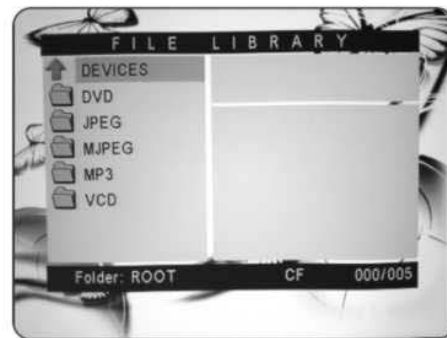 FILE LIBRARY
DEVICES
DVD
JPEG
MJPEG
MP3
VCD
Folder: ROOT CF 000/005